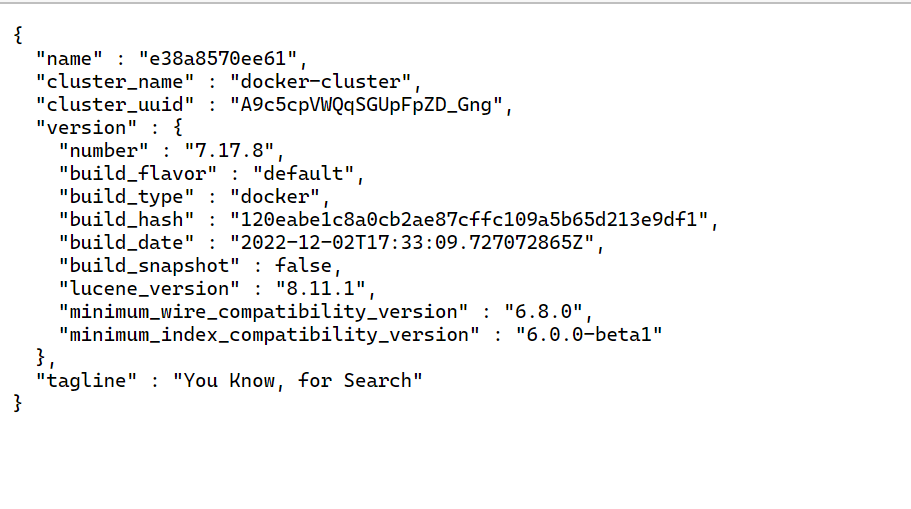 {
  "name" : "e38a8570ee61",
  "cluster_name" : "docker-cluster",
  "cluster_uuid" : "A9c5cpVWQqSGUpFpZD_Gng",
  "version" : {
    "number" : "7.17.8",
    "build_flavor" : "default",
    "build_type" : "docker",
    "build_hash" : "120eabe1c8a0cb2ae87cffc109a5b65d213e9df1",
    "build_date" : "2022-12-02T17:33:09.727072865Z",
    "build_snapshot" : false,
    "lucene_version" : "8.11.1",
    "minimum_wire_compatibility_version" : "6.8.0",
    "minimum_index_compatibility_version" : "6.0.0-beta1"
  },
  "tagline" : "You Know, for Search"
}